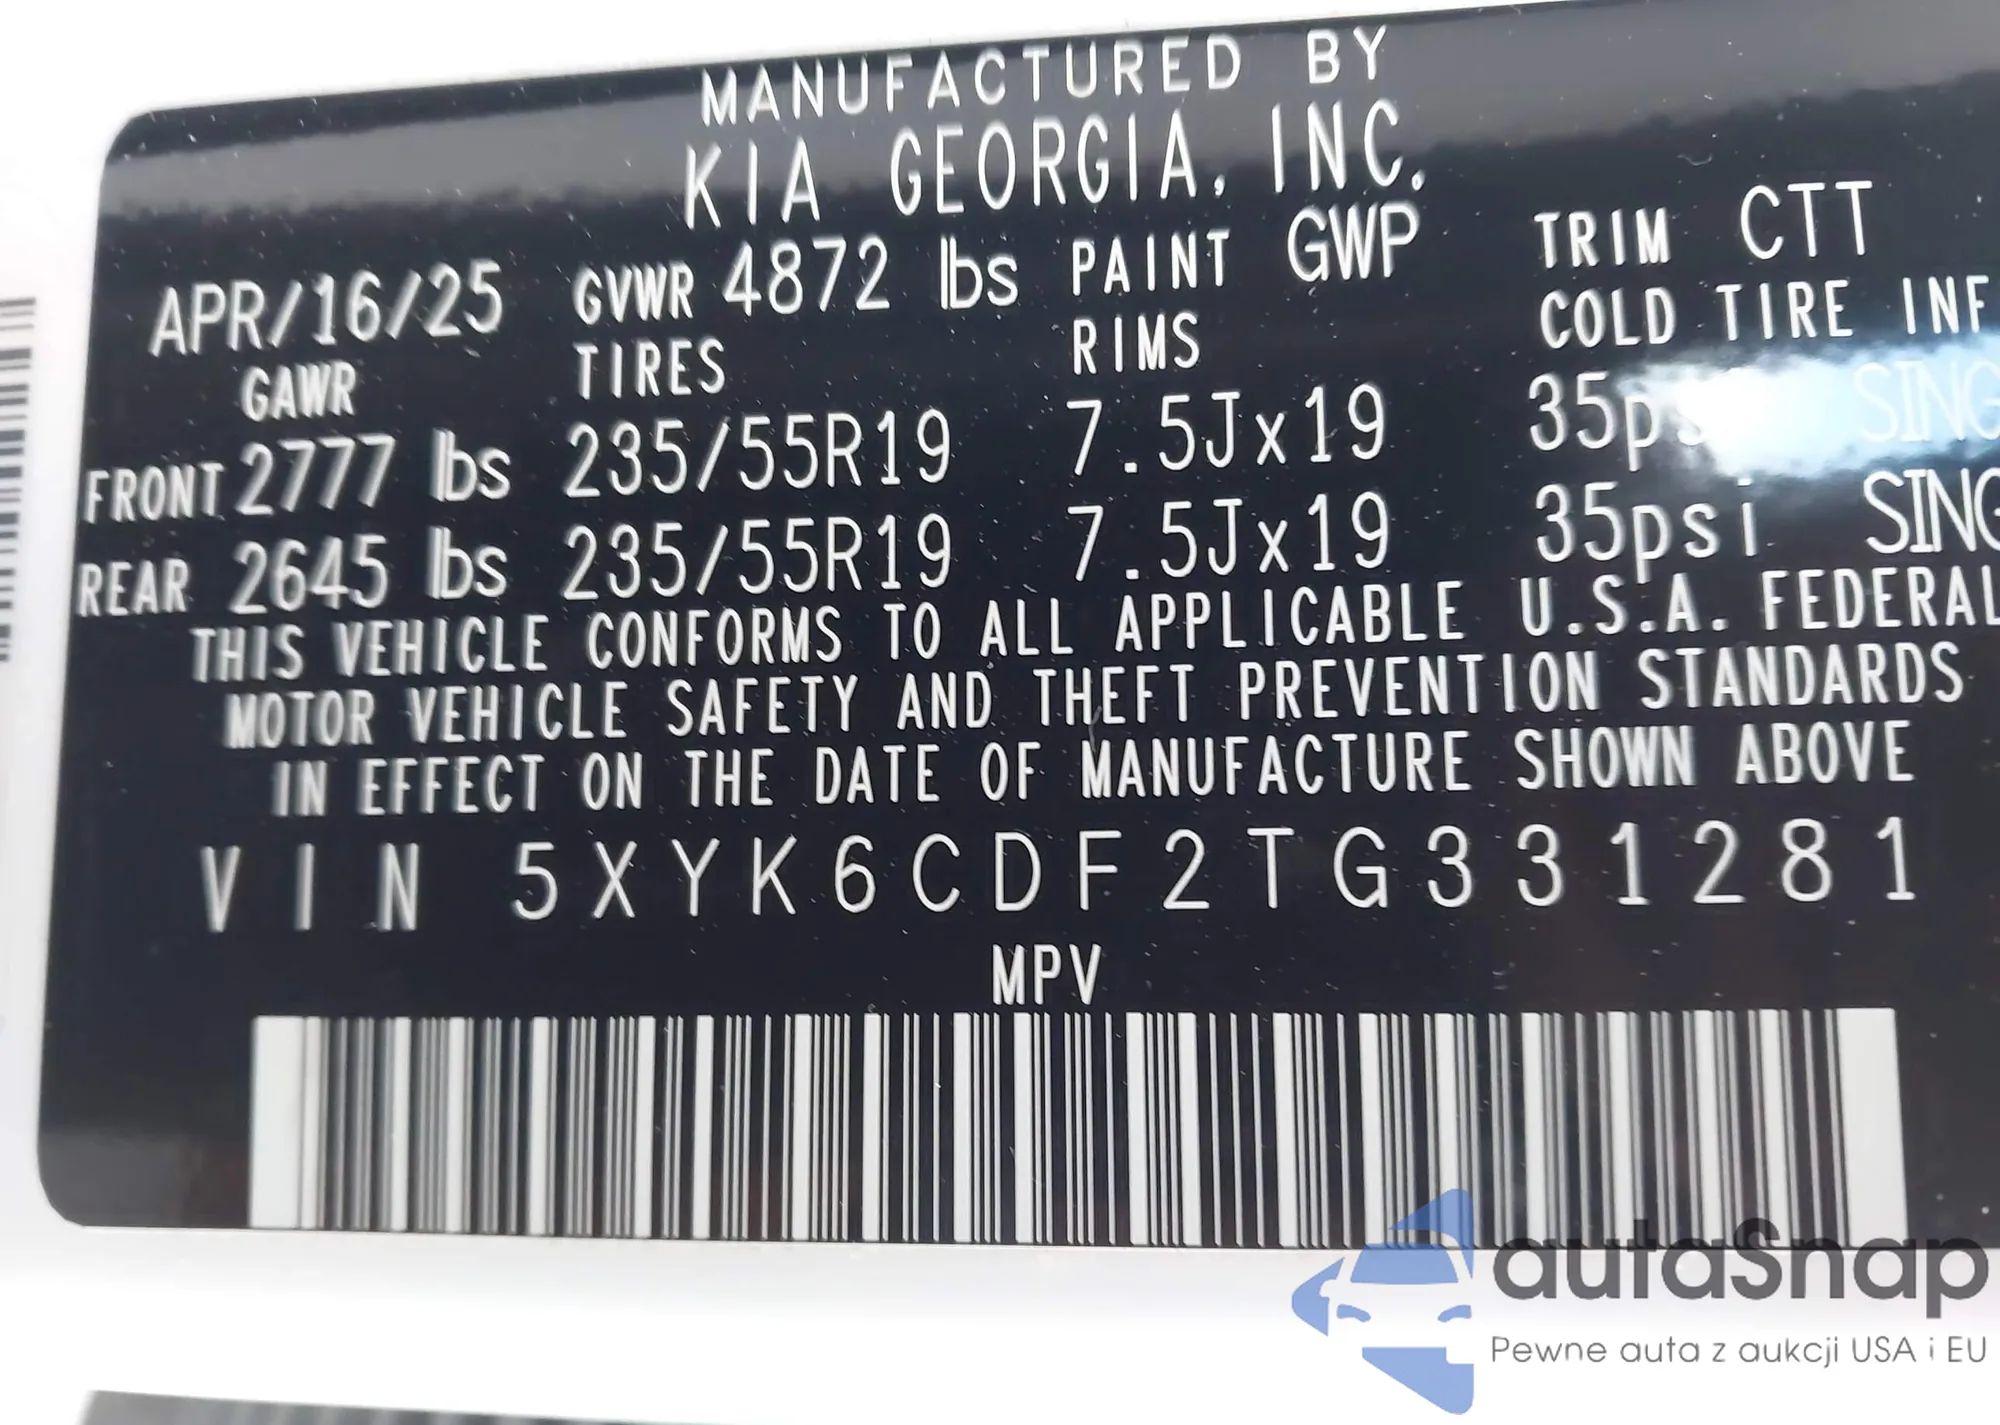 MANUFACTURED BY
KIA GEORGIA, INC.
APR/16/25 GVWR 4872 lbs PAINT GWP TRIM CTT
GAWR TIRES RIMS COLD TIRE INF
FRONT 2777 lbs 235/55R19 7.5Jx19 35psi SING
REAR 2645 lbs 235/55R19 7.5Jx19 35psi SING
THIS VEHICLE CONFORMS TO ALL APPLICABLE U.S.A. FEDERAL
MOTOR VEHICLE SAFETY AND THEFT PREVENTION STANDARDS
IN EFFECT ON THE DATE OF MANUFACTURE SHOWN ABOVE
VIN 5XYK6CDF2TG331281
MPV
autaSnap
Pewne auta z aukcji USA i EU